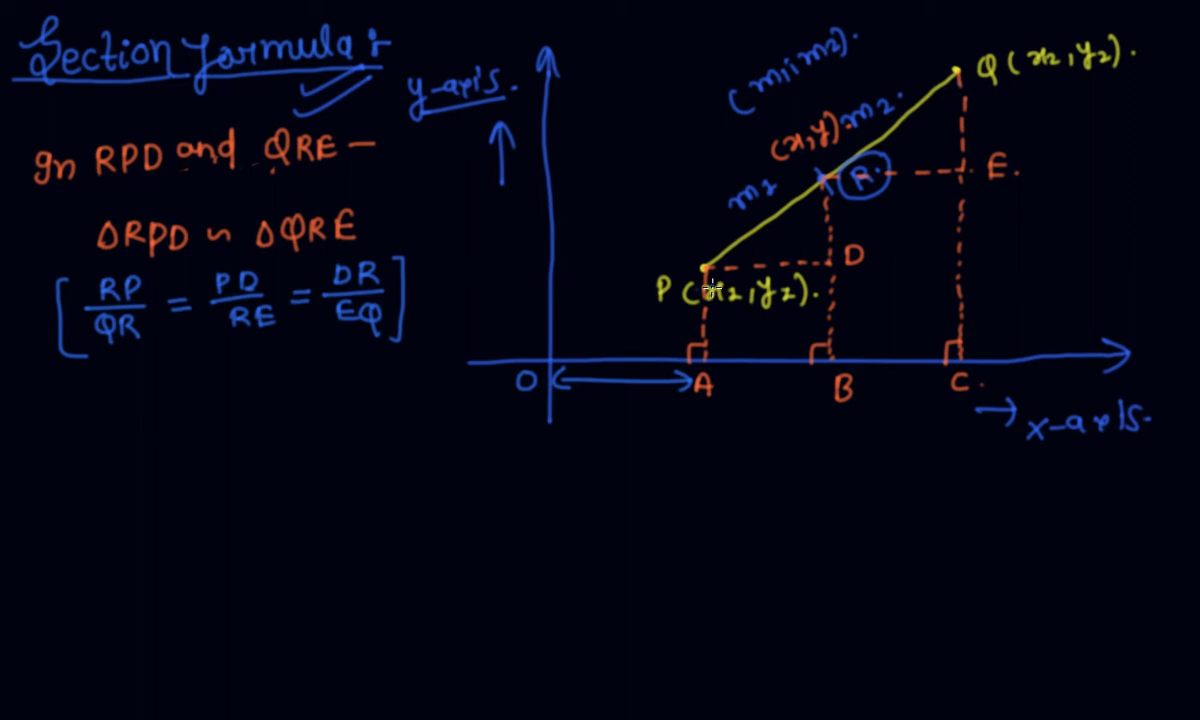 Section formula :-
y-axis.
In RPD and QRE —
ΔRPD ~ ΔQRE
[ RP/QR = PD/RE = DR/EQ ]
(m1:m2).
Q (x2, y2).
(x,y).
m2.
m1
R.
E.
D
P (x1, y1).
O
A
B
C.
→ x-axis.